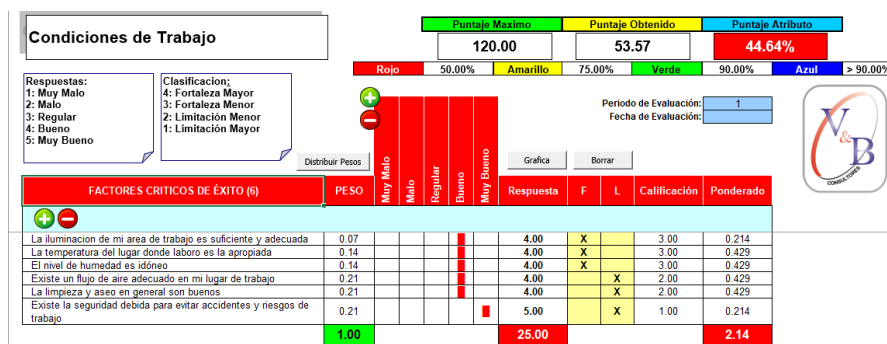 Condiciones de Trabajo
Puntaje Maximo Puntaje Obtenido Puntaje Atributo
120.00 53.57 44.64%
Rojo 50.00% Amarillo 75.00% Verde 90.00% Azul > 90.00%
Respuestas:
1: Muy Malo
2: Malo
3: Regular
4: Bueno
5: Muy Bueno
Clasificacion:
4: Fortaleza Mayor
3: Fortaleza Menor
2: Limitación Menor
1: Limitación Mayor
Periodo de Evaluación: 1
Fecha de Evaluación:
V&B
CONSULTORES
Distribuir Pesos
Grafica Borrar
FACTORES CRITICOS DE ÉXITO (6) PESO Muy Malo Malo Regular Bueno Muy Bueno Respuesta F L Calificación Ponderado
La iluminacion de mi area de trabajo es suficiente y adecuada 0.07 4.00 X 3.00 0.214
La temperatura del lugar donde laboro es la apropiada 0.14 4.00 X 3.00 0.429
El nivel de humedad es idóneo 0.14 4.00 X 3.00 0.429
Existe un flujo de aire adecuado en mi lugar de trabajo 0.21 4.00 X 2.00 0.429
La limpieza y aseo en general son buenos 0.21 4.00 X 2.00 0.429
Existe la seguridad debida para evitar accidentes y riesgos de
trabajo 0.21 5.00 X 1.00 0.214
1.00 25.00 2.14